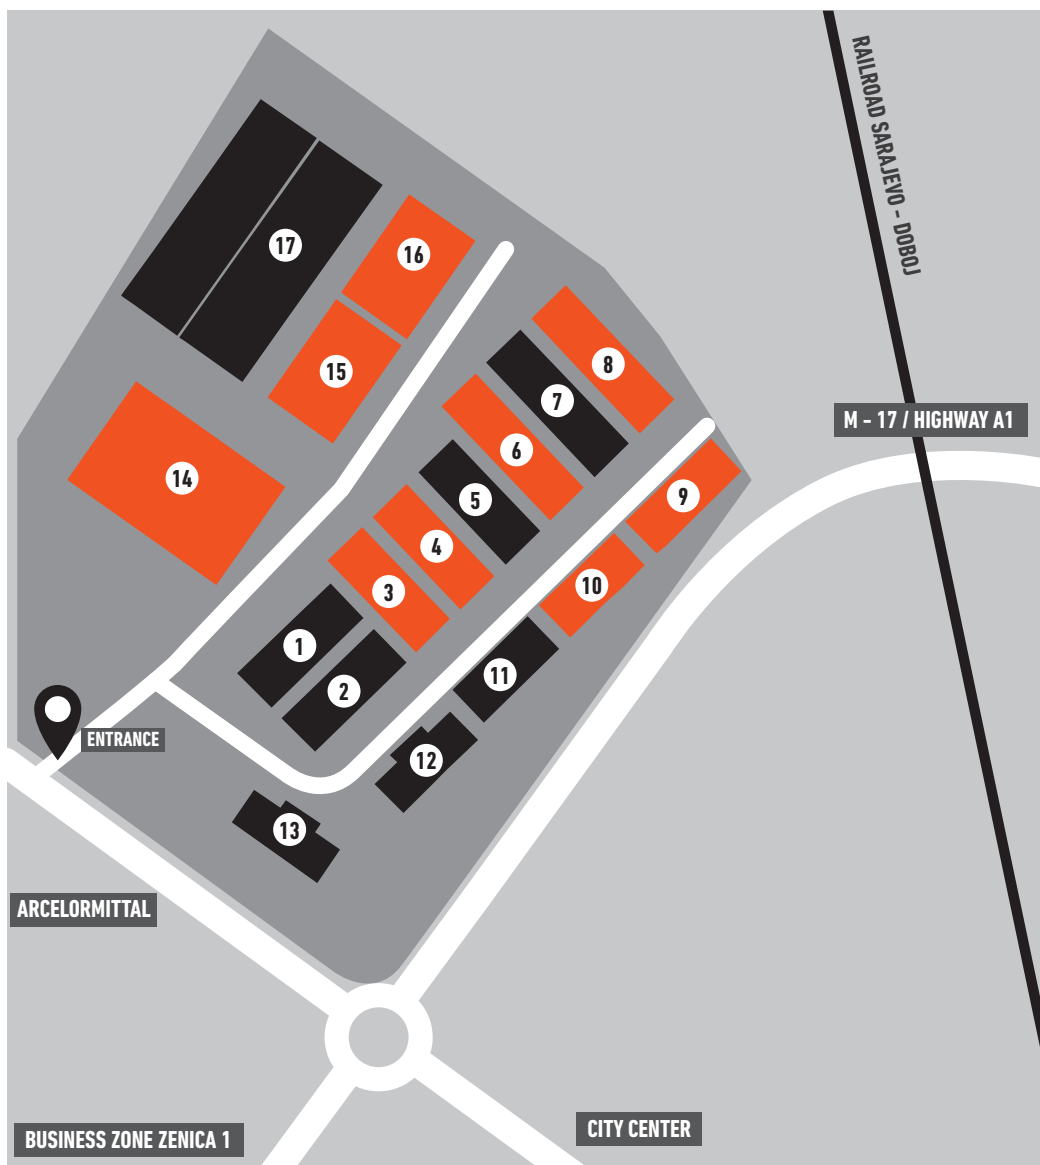 RAILROAD SARAJEVO - DOBOJ
17
16
15
8
7
M - 17 / HIGHWAY A1
6
14
5
9
4
3
10
1
11
2
ENTRANCE
12
13
ARCELORMITTAL
CITY CENTER
BUSINESS ZONE ZENICA 1